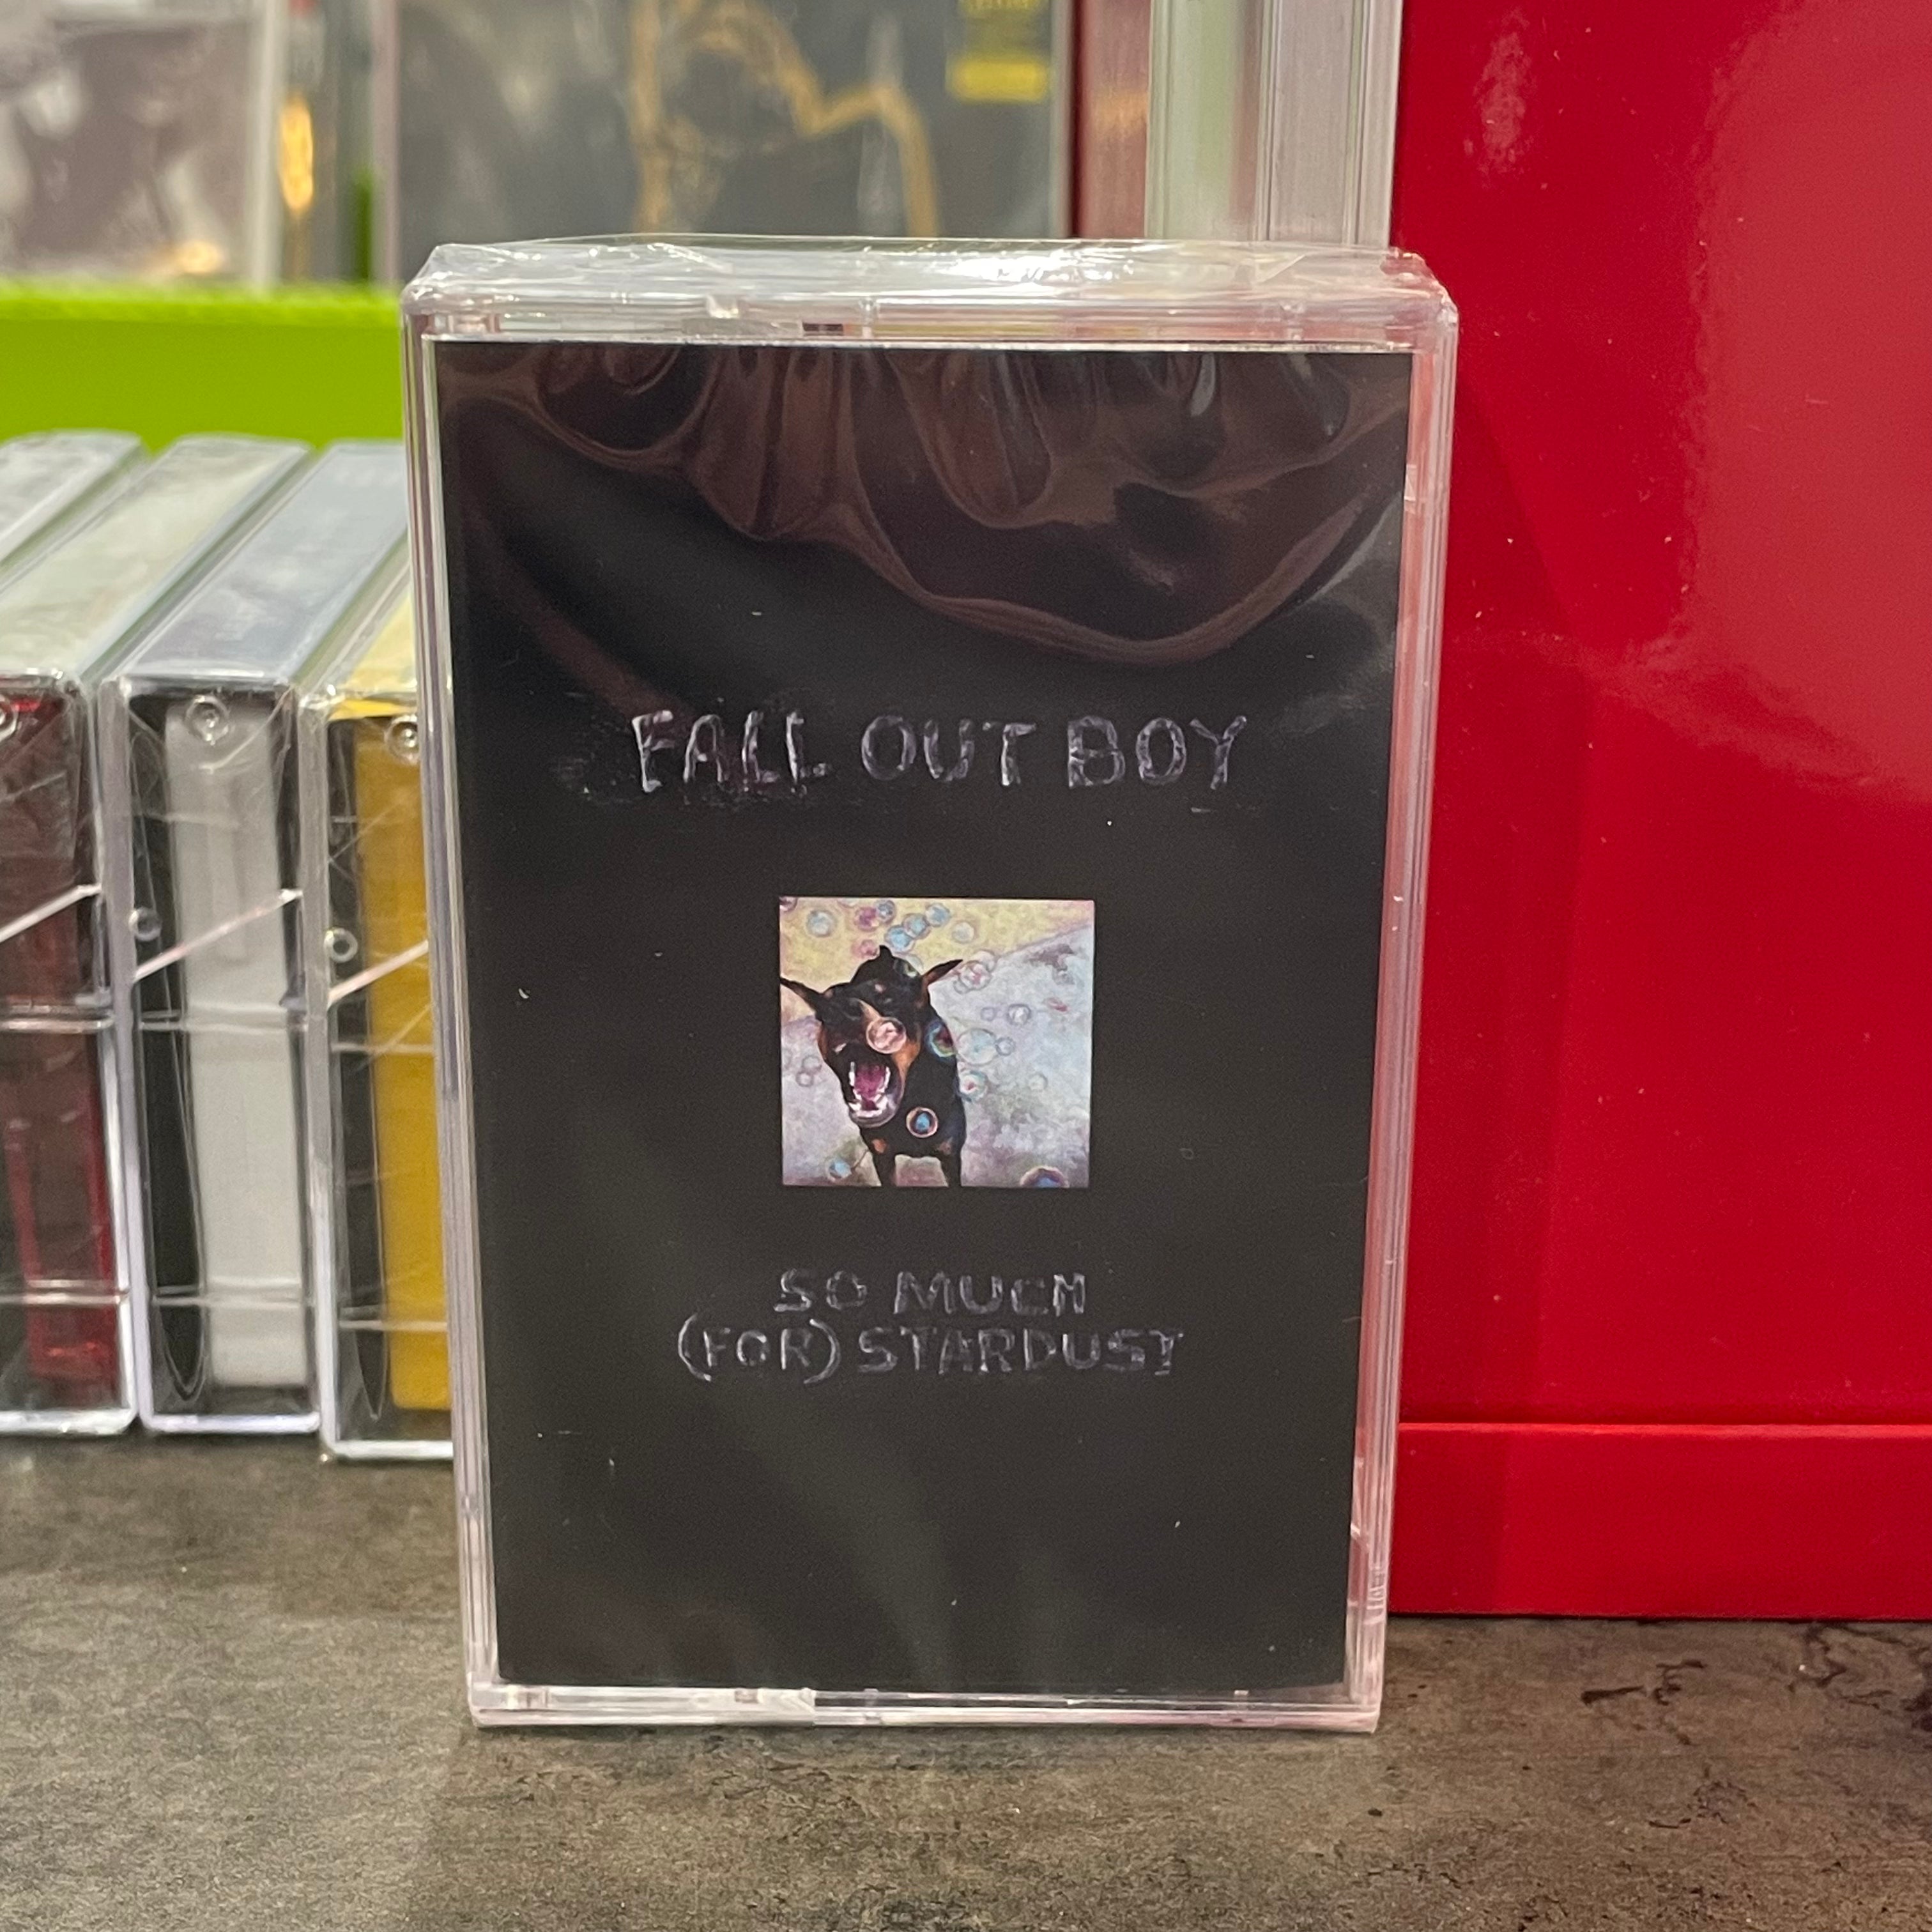 FALL OUT BOY
SO MUCH
(FOR) STARDUST